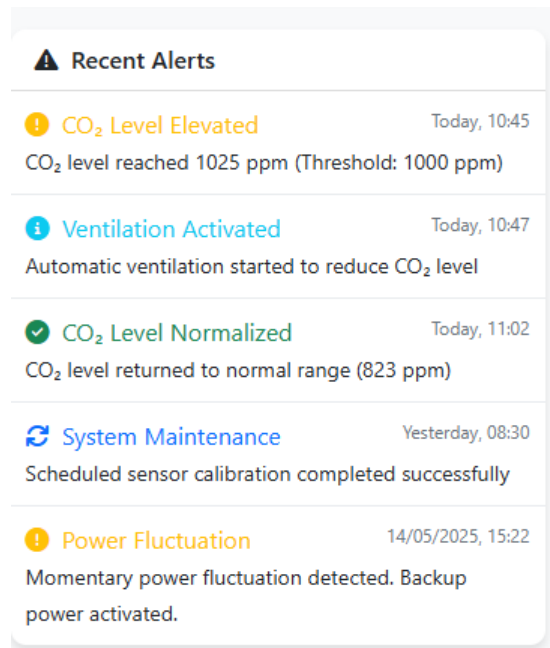 Recent Alerts
CO₂ Level Elevated Today, 10:45
CO₂ level reached 1025 ppm (Threshold: 1000 ppm)
Ventilation Activated Today, 10:47
Automatic ventilation started to reduce CO₂ level
CO₂ Level Normalized Today, 11:02
CO₂ level returned to normal range (823 ppm)
System Maintenance Yesterday, 08:30
Scheduled sensor calibration completed successfully
Power Fluctuation 14/05/2025, 15:22
Momentary power fluctuation detected. Backup
power activated.